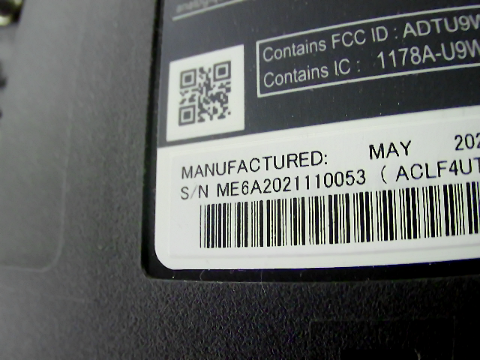 Contains FCC ID : ADTU9W
Contains IC : 1178A-U9W
MANUFACTURED: MAY 202
S/N ME6A2021110053 ( ACLF4UT